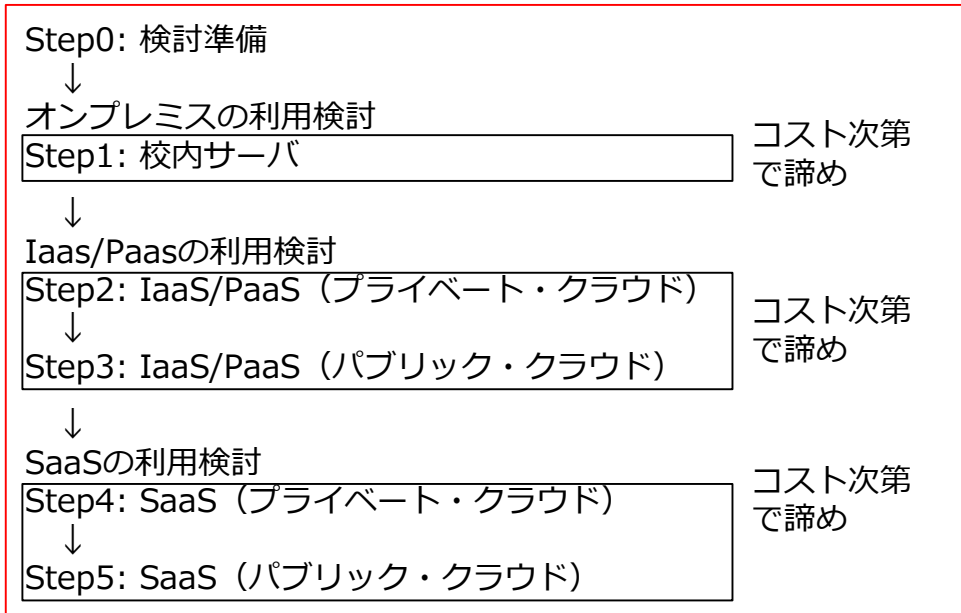 Step0: 検討準備
↓
オンプレミスの利用検討
Step1: 校内サーバ
コスト次第
で諦め
↓
Iaas/Paasの利用検討
Step2: IaaS/PaaS（プライベート・クラウド）
↓
Step3: IaaS/PaaS（パブリック・クラウド）
コスト次第
で諦め
↓
SaaSの利用検討
Step4: SaaS（プライベート・クラウド）
↓
Step5: SaaS（パブリック・クラウド）
コスト次第
で諦め